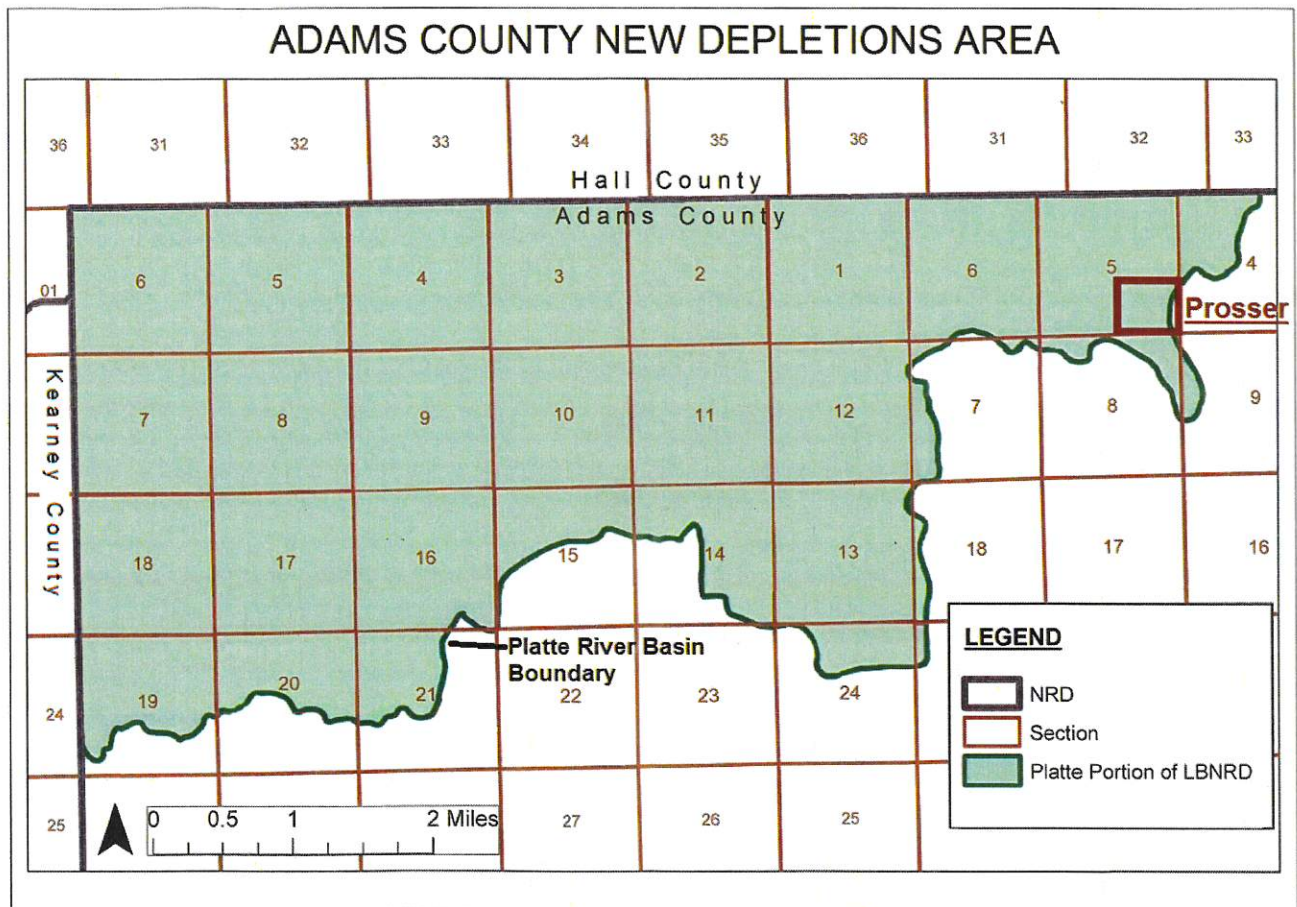 ADAMS COUNTY NEW DEPLETIONS AREA
36 31 32 33 34 35 36 31 32 33
Hall County
Adams County
01 6 5 4 3 2 1 6 5 4
Prosser
Kearney County
7 8 9 10 11 12 7 8 9
18 17 16 15 14 13 18 17 16
Platte River Basin
Boundary
24 19 20 21 22 23 24
25 27 26 25
0 0.5 1 2 Miles
LEGEND
NRD
Section
Platte Portion of LBNRD